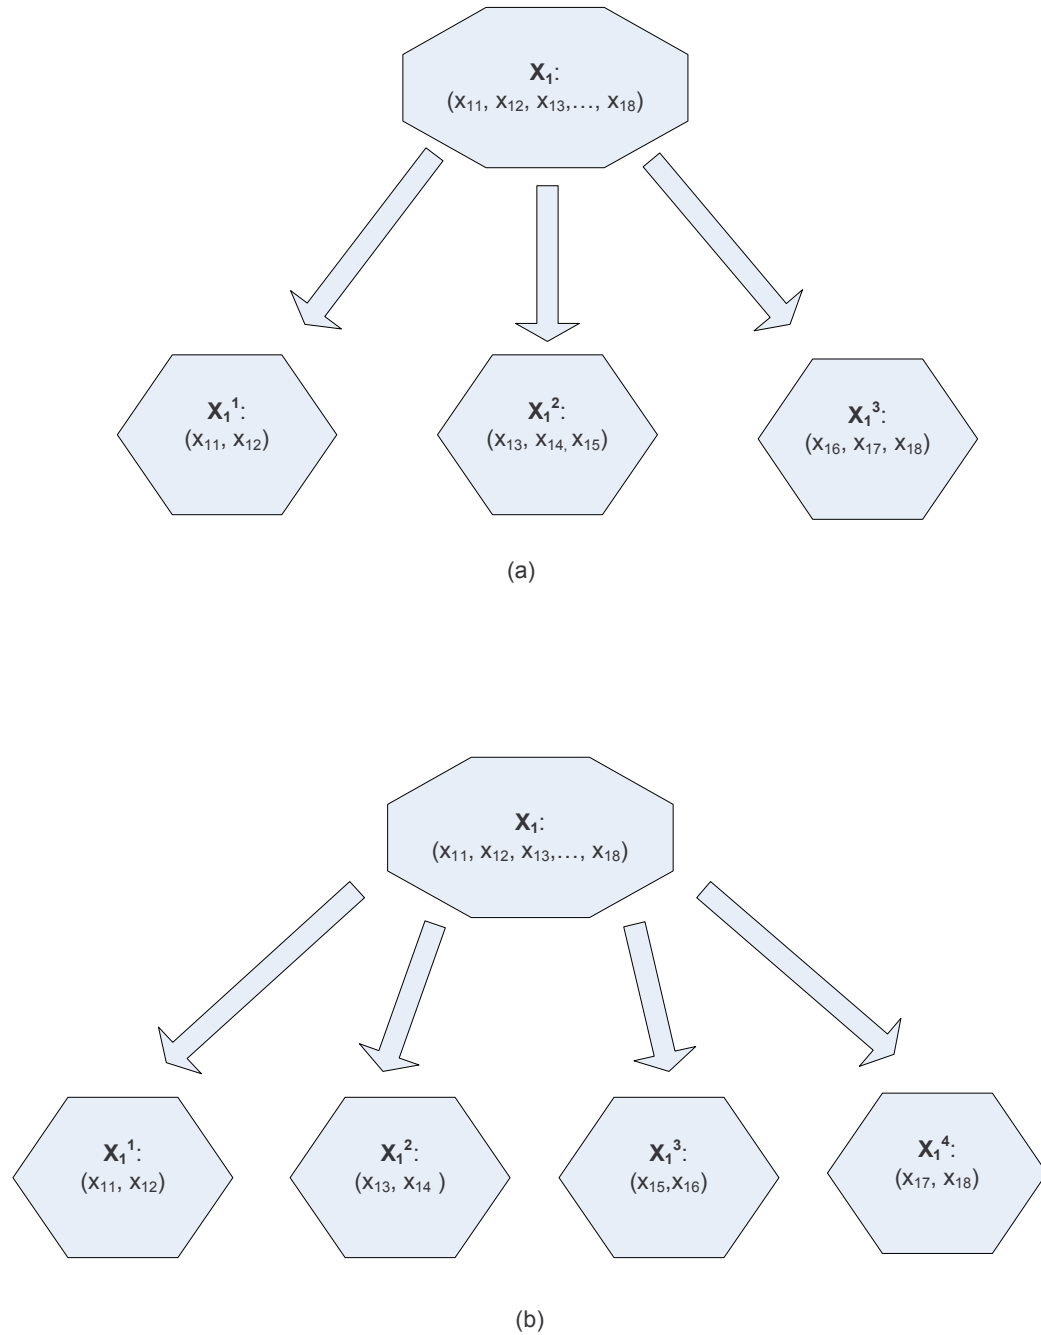 X₁:
(x₁₁, x₁₂, x₁₃,..., x₁₈)
X₁¹:
(x₁₁, x₁₂)
X₁²:
(x₁₃, x₁₄, x₁₅)
X₁³:
(x₁₆, x₁₇, x₁₈)
(a)
X₁:
(x₁₁, x₁₂, x₁₃,..., x₁₈)
X₁¹:
(x₁₁, x₁₂)
X₁²:
(x₁₃, x₁₄ )
X₁³:
(x₁₅,x₁₆)
X₁⁴:
(x₁₇, x₁₈)
(b)